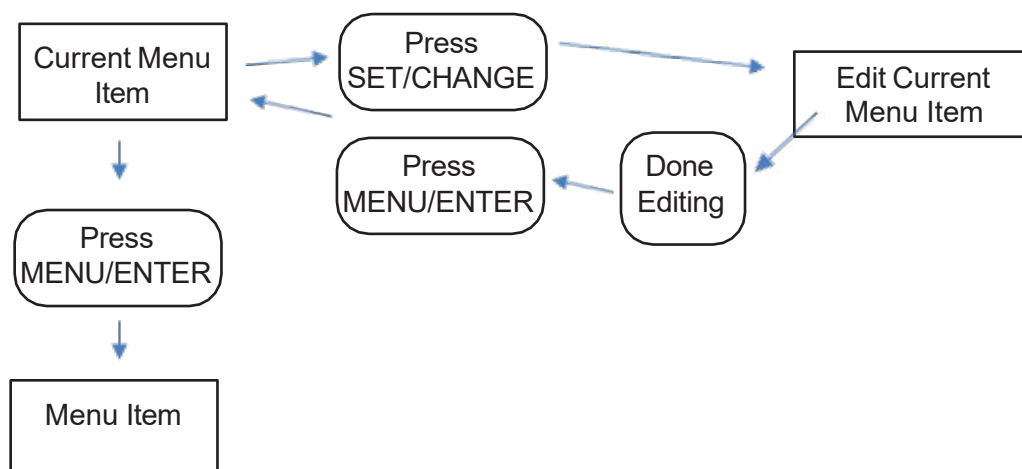 Current Menu
Item
Press
SET/CHANGE
Edit Current
Menu Item
Done
Editing
Press
MENU/ENTER
Press
MENU/ENTER
Menu Item